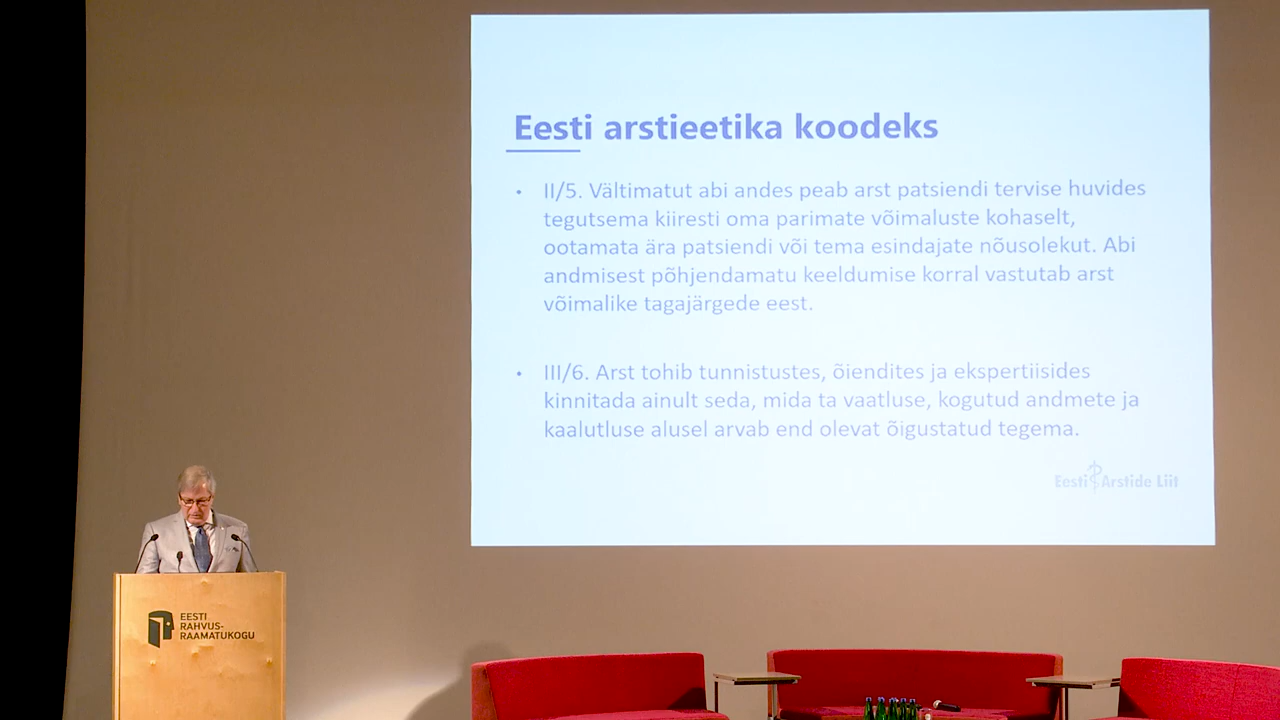 Eesti arstieetika koodeks
• II/5. Vältimatut abi andes peab arst patsiendi tervise huvides
tegutsema kiiresti oma parimate võimaluste kohaselt,
ootamata ära patsiendi või tema esindajate nõusolekut. Abi
andmisest põhjendamatu keeldumise korral vastutab arst
võimalike tagajärgede eest.
• III/6. Arst tohib tunnistustes, õiendites ja ekspertiisides
kinnitada ainult seda, mida ta vaatluse, kogutud andmete ja
kaalutluse alusel arvab end olevat õigustatud tegema.
Eesti Arstide Liit
EESTI
RAHVUS-
RAAMATUKOGU